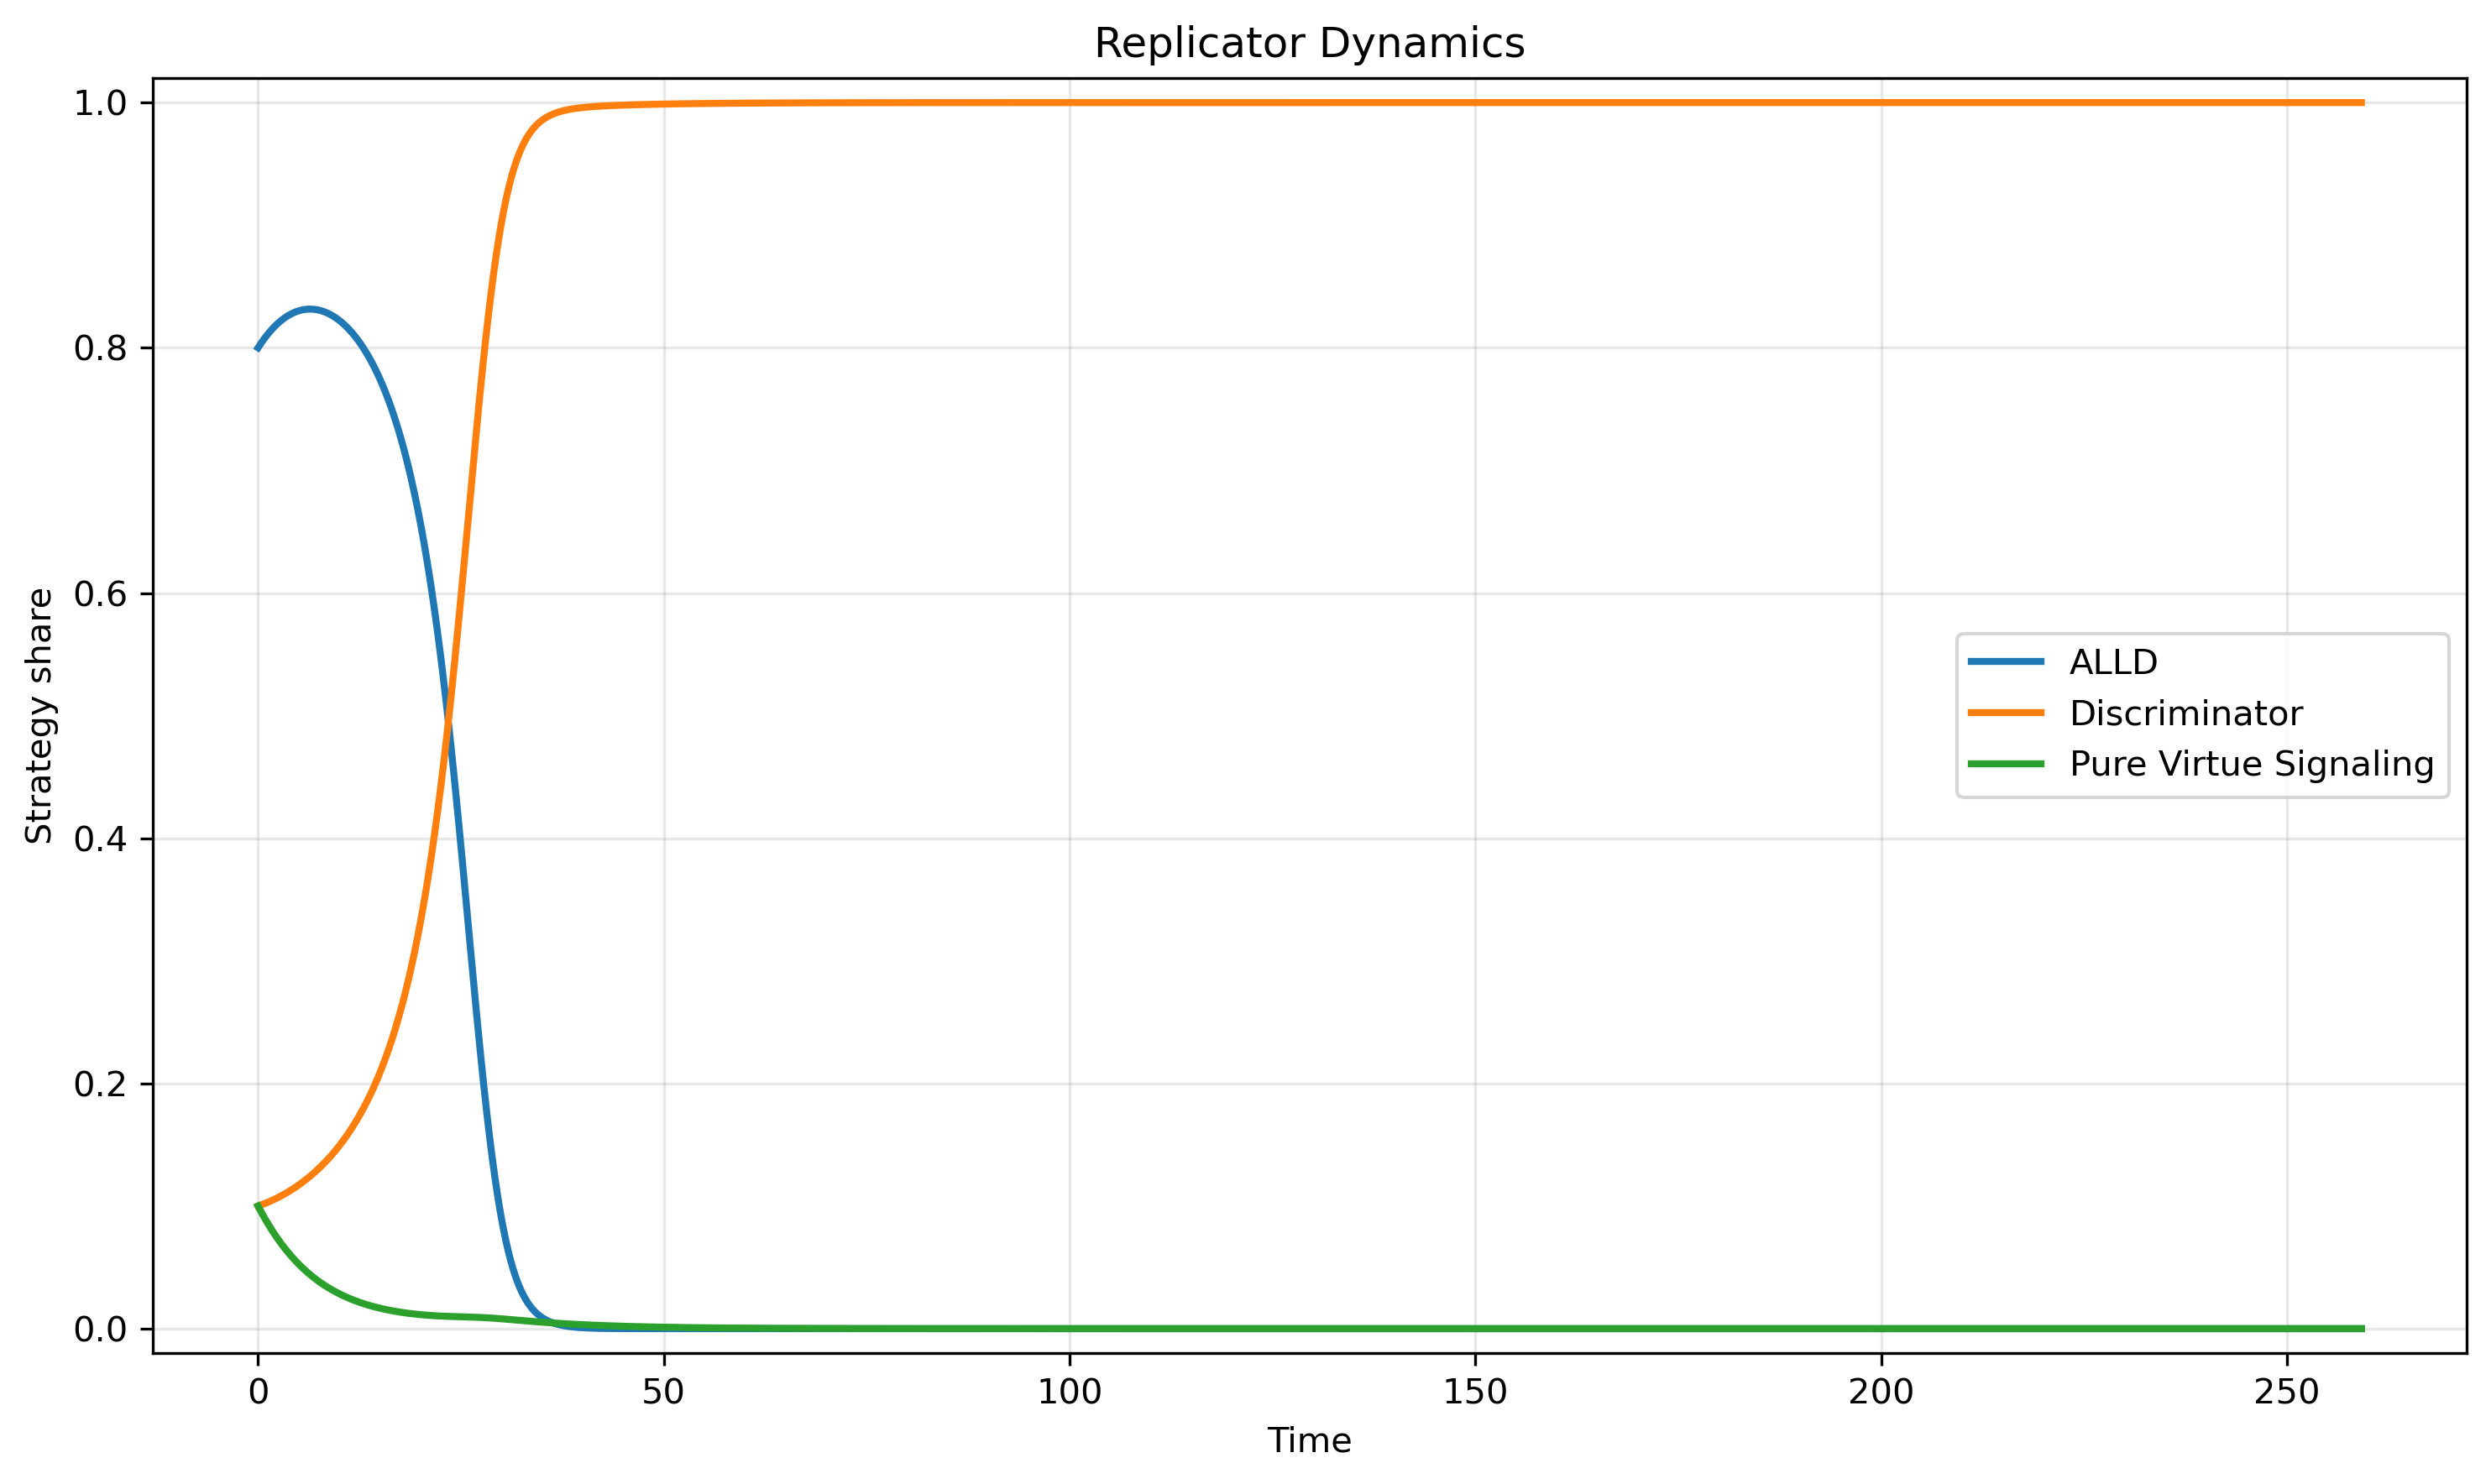 Replicator Dynamics
Strategy share
1.0
0.8
0.6
0.4
0.2
0.0
ALLD
Discriminator
Pure Virtue Signaling
0
50
100
150
200
250
Time